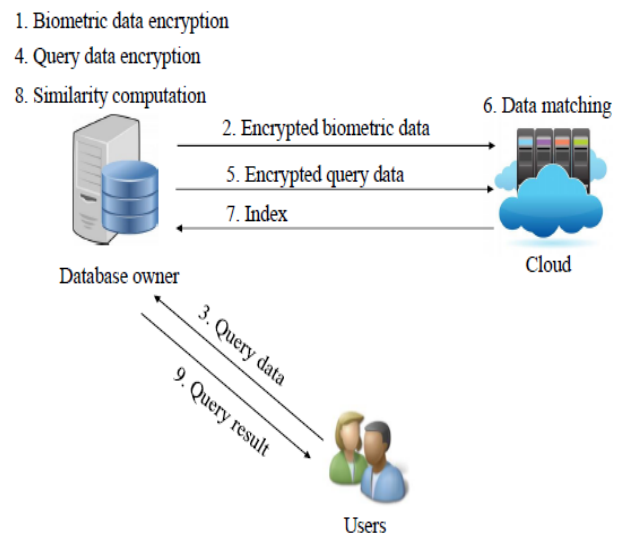 1. Biometric data encryption
4. Query data encryption
8. Similarity computation
6. Data matching
2. Encrypted biometric data
5. Encrypted query data
7. Index
Database owner
Cloud
3. Query data
9. Query result
Users